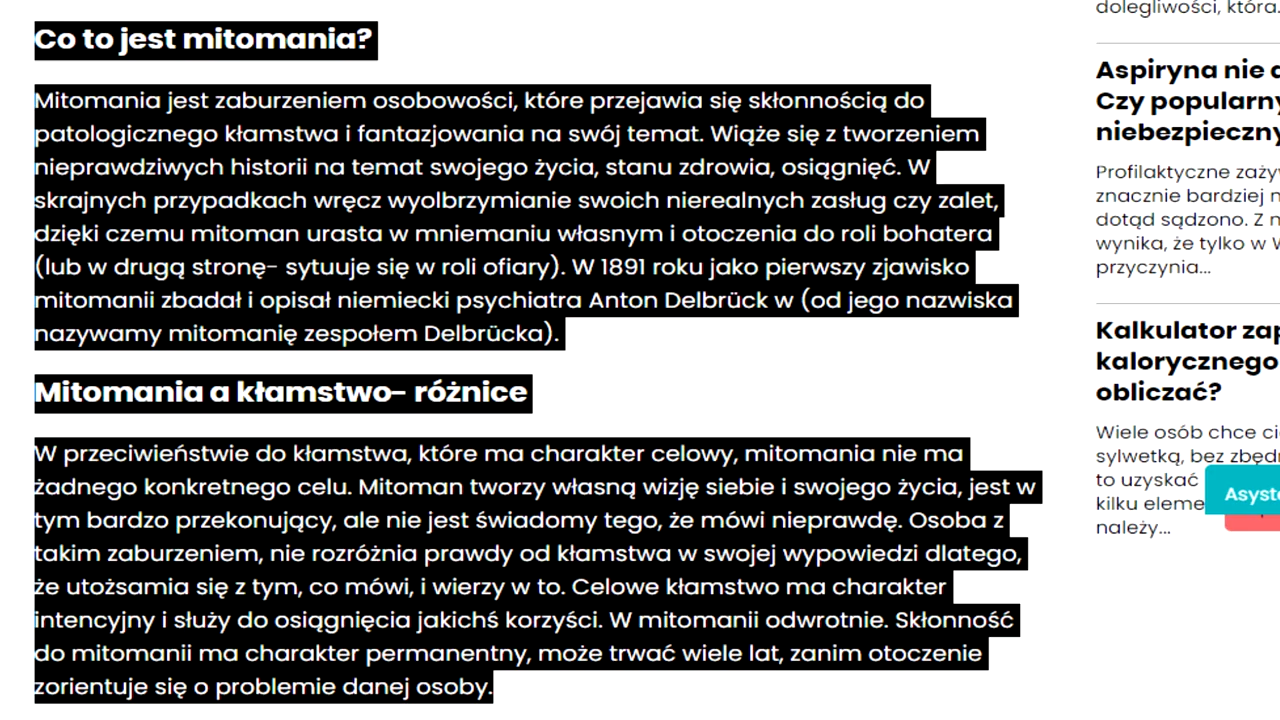 Co to jest mitomania?
Mitomania jest zaburzeniem osobowości, które przejawia się skłonnością do
patologicznego kłamstwa i fantazjowania na swój temat. Wiąże się z tworzeniem
nieprawdziwych historii na temat swojego życia, stanu zdrowia, osiągnięć. W
skrajnych przypadkach wręcz wyolbrzymianie swoich nierealnych zasług czy zalet,
dzięki czemu mitoman urasta w mniemaniu własnym i otoczenia do roli bohatera
(lub w drugą stronę- sytuuje się w roli ofiary). W 1891 roku jako pierwszy zjawisko
mitomanii zbadał i opisał niemiecki psychiatra Anton Delbrück w (od jego nazwiska
nazywamy mitomanię zespołem Delbrücka).
Mitomania a kłamstwo- różnice
W przeciwieństwie do kłamstwa, które ma charakter celowy, mitomania nie ma
żadnego konkretnego celu. Mitoman tworzy własną wizję siebie i swojego życia, jest w
tym bardzo przekonujący, ale nie jest świadomy tego, że mówi nieprawdę. Osoba z
takim zaburzeniem, nie rozróżnia prawdy od kłamstwa w swojej wypowiedzi dlatego,
że utożsamia się z tym, co mówi, i wierzy w to. Celowe kłamstwo ma charakter
intencyjny i służy do osiągnięcia jakichś korzyści. W mitomanii odwrotnie. Skłonność
do mitomanii ma charakter permanentny, może trwać wiele lat, zanim otoczenie
zorientuje się o problemie danej osoby.
dolegliwości, która.
Aspiryna nie
Czy popularny
niebezpieczny
Profilaktyczne
znacznie bardziej
dotąd sądzono. Z
wynika, że tylko w
przyczynia...
Kalkulator
kalorycznego
obliczać?
Wiele osób chce
sylwetką, bez
to uzyskać
kilku
należy...